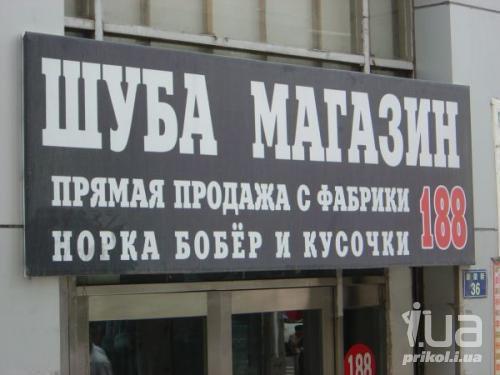 ШУБА МАГАЗИН
ПРЯМАЯ ПРОДАЖА С ФАБРИКИ
НОРКА БОБЁР И КУСОЧКИ
188
36
188
i.ua
prikol.i.ua